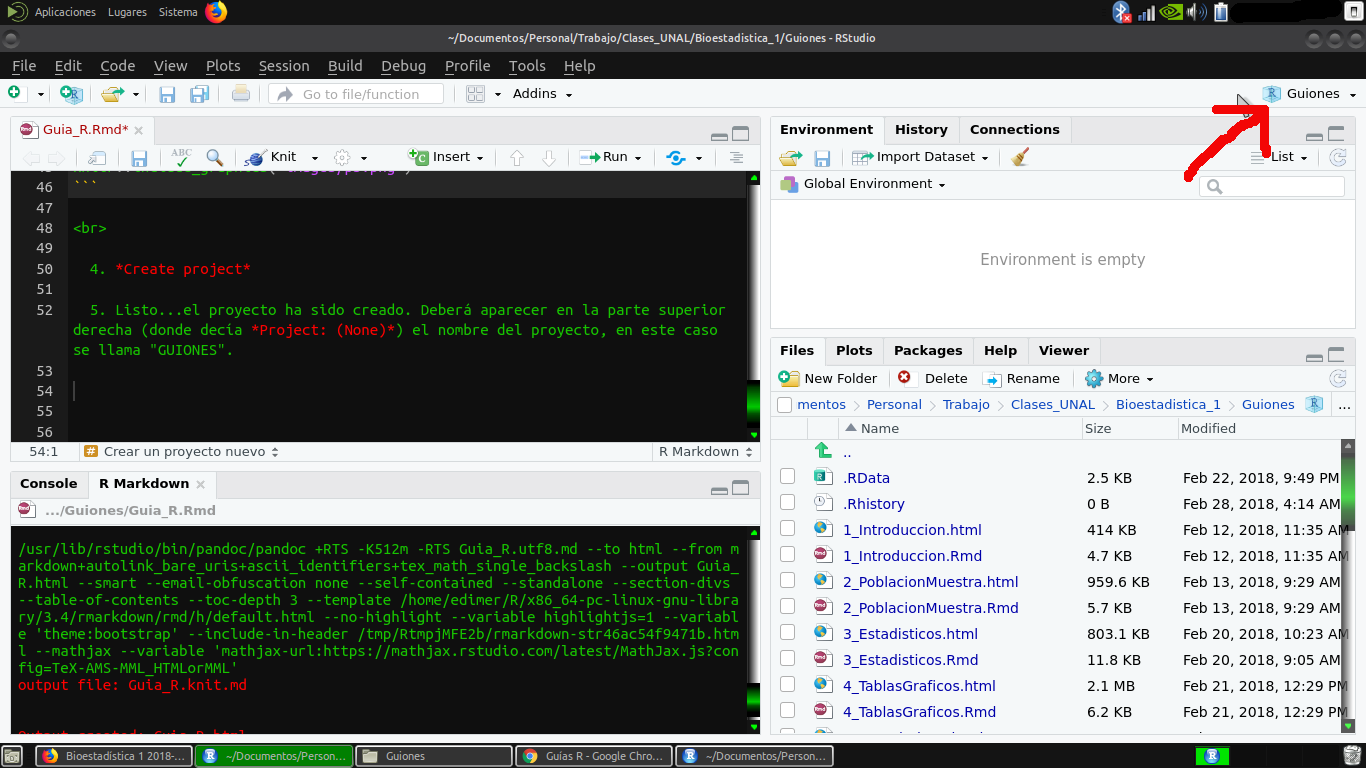 Aplicaciones Lugares Sistema
~/Documentos/Personal/Trabajo/Clases_UNAL/Bioestadistica_1/Guiones - RStudio
File Edit Code View Plots Session Build Debug Profile Tools Help
Go to file/function Addins Guiones
Guia_R.Rmd*
ABC Knit Insert Run
46 ```
47
48 <br>
49
50 4. *Create project*
51
52 5. Listo...el proyecto ha sido creado. Deberá aparecer en la parte superior
derecha (donde decía *Project: (None)*) el nombre del proyecto, en este caso
se llama "GUIONES".
53
54
55
56
54:1 Crear un proyecto nuevo R Markdown
Console R Markdown
.../Guiones/Guia_R.Rmd
/usr/lib/rstudio/bin/pandoc/pandoc +RTS -K512m -RTS Guia_R.utf8.md --to html --from m
arkdown+autolink_bare_uris+ascii_identifiers+tex_math_single_backslash --output Guia_
R.html --smart --email-obfuscation none --self-contained --standalone --section-divs
--table-of-contents --toc-depth 3 --template /home/edimer/R/x86_64-pc-linux-gnu-libra
ry/3.4/rmarkdown/rmd/h/default.html --no-highlight --variable highlightjs=1 --variabl
e 'theme:bootstrap' --include-in-header /tmp/RtmpjMFE2b/rmarkdown-str46ac54f9471b.htm
l --mathjax --variable 'mathjax-url:https://mathjax.rstudio.com/latest/MathJax.js?co
nfig=TeX-AMS-MML_HTMLorMML'
output file: Guia_R.knit.md
Environment History Connections
Import Dataset List
Global Environment
Environment is empty
Files Plots Packages Help Viewer
New Folder Delete Rename More
mentos Personal Trabajo Clases_UNAL Bioestadistica_1 Guiones ...
Name Size Modified
..
.RData 2.5 KB Feb 22, 2018, 9:49 PM
.Rhistory 0 B Feb 28, 2018, 4:14 AM
1_Introduccion.html 414 KB Feb 12, 2018, 11:35 AM
1_Introduccion.Rmd 4.7 KB Feb 12, 2018, 11:35 AM
2_PoblacionMuestra.html 959.6 KB Feb 13, 2018, 9:29 AM
2_PoblacionMuestra.Rmd 5.7 KB Feb 13, 2018, 9:29 AM
3_Estadisticos.html 803.1 KB Feb 20, 2018, 10:23 AM
3_Estadisticos.Rmd 11.8 KB Feb 20, 2018, 9:05 AM
4_TablasGraficos.html 2.1 MB Feb 21, 2018, 12:29 PM
4_TablasGraficos.Rmd 6.2 KB Feb 21, 2018, 12:29 PM
Bioestadistica 1 2018-... ~/Documentos/Person... Guiones Guias R - Google Chro... ~/Documentos/Person...